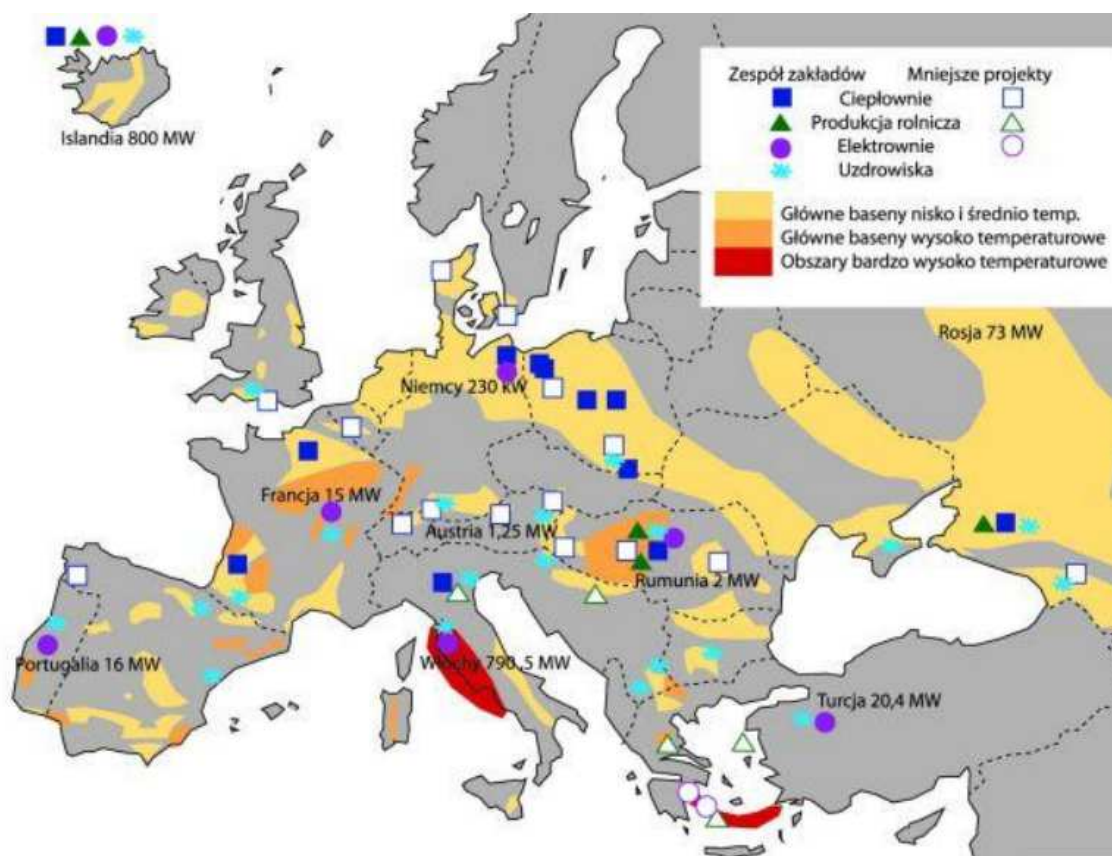 Islandia 800 MW
Zespół zakładów Mniejsze projekty
Ciepłownie
Produkcja rolnicza
Elektrownie
Uzdrowiska
Główne baseny nisko i średnio temp.
Główne baseny wysoko temperaturowe
Obszary bardzo wysoko temperaturowe
Rosja 73 MW
Niemcy 230 kW
Francja 15 MW
Austria 1,25 MW
Rumunia 2 MW
Portugalia 16 MW
Włochy 790,5 MW
Turcja 20,4 MW